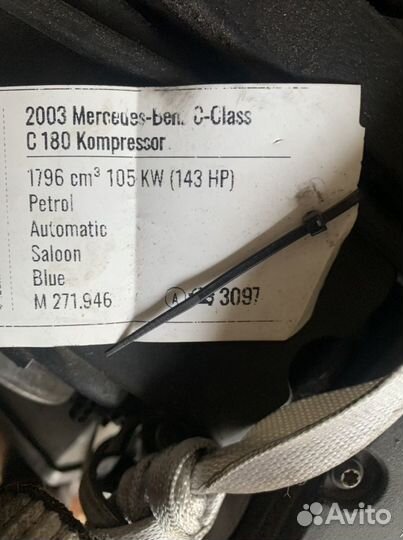 2003 Mercedes-Benz C-Class
C 180 Kompressor
1796 cm³ 105 KW (143 HP)
Petrol
Automatic
Saloon
Blue
M 271.946
A 3097
Avito